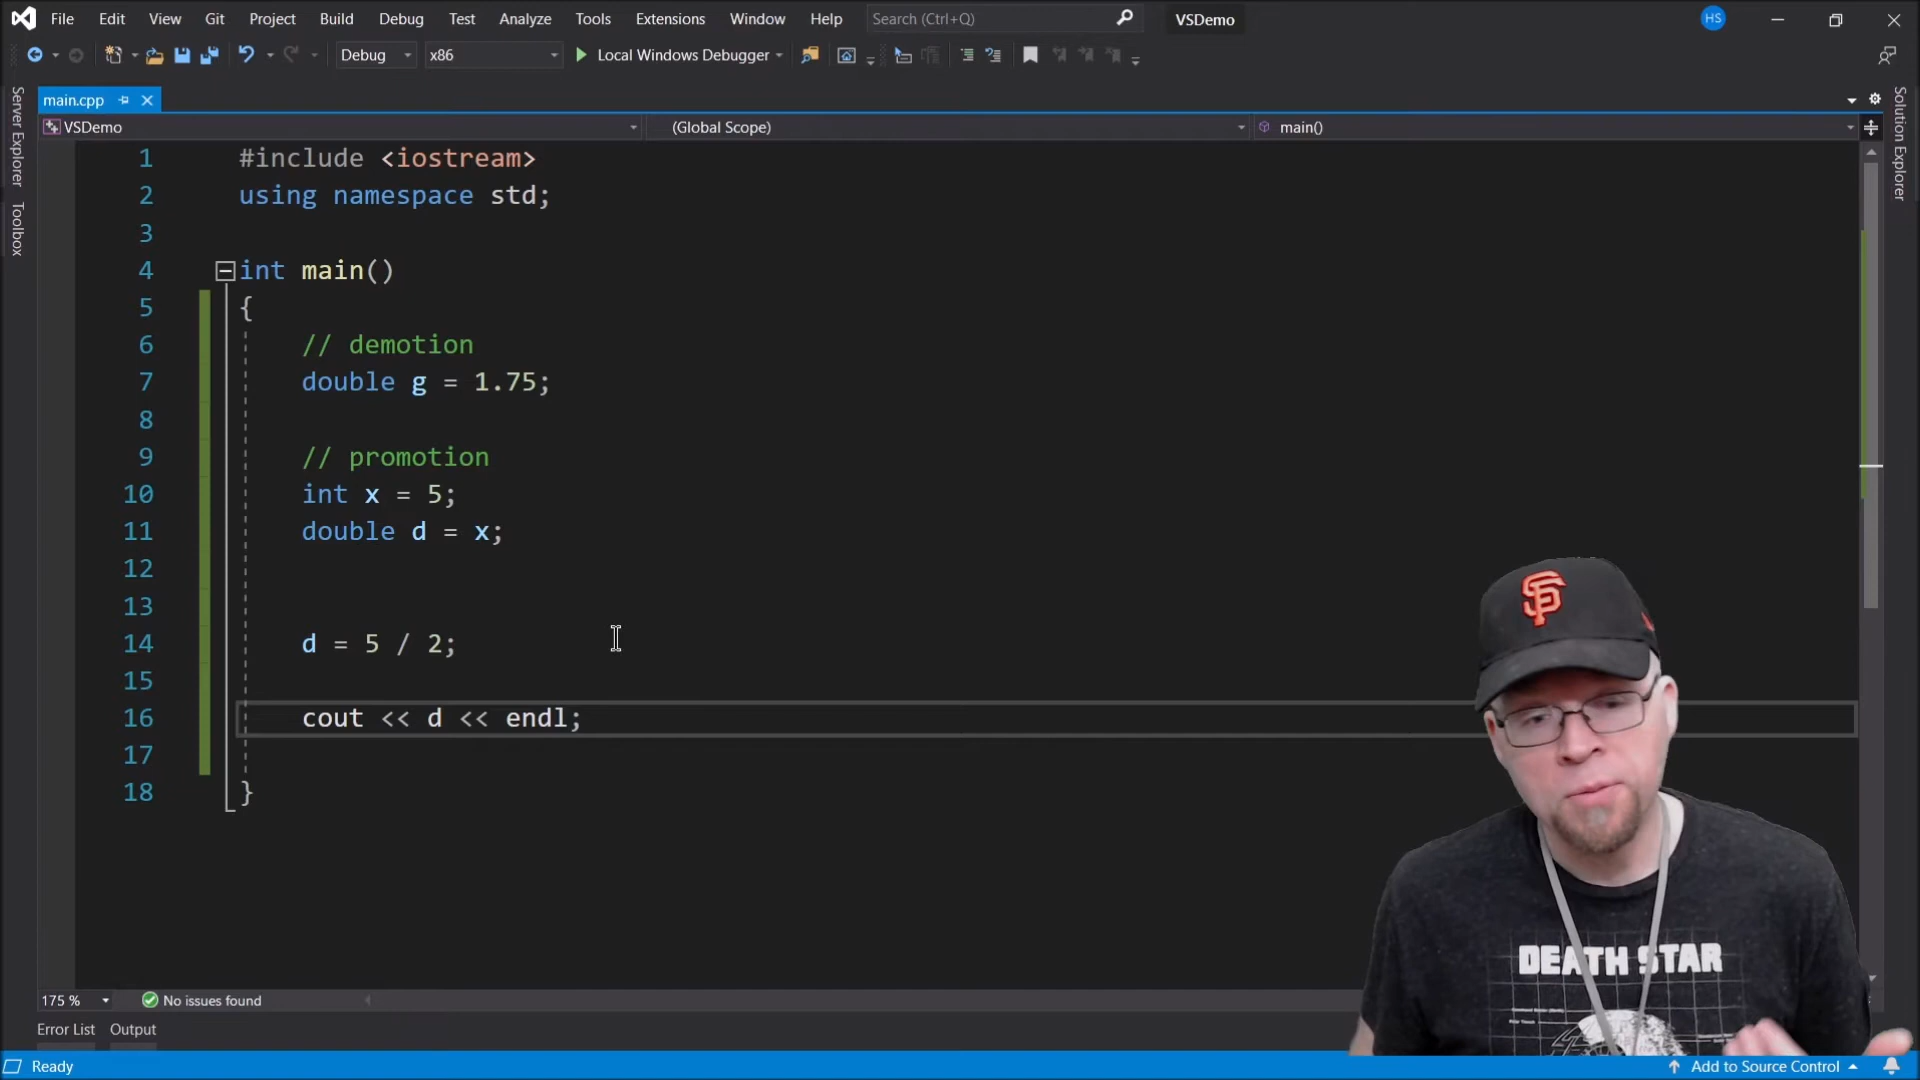 File Edit View Git Project Build Debug Test Analyze Tools Extensions Window Help Search (Ctrl+Q) VSDemo HS
Debug x86 Local Windows Debugger
main.cpp
VSDemo (Global Scope) main()
Server Explorer
Toolbox
Solution Explorer
1 #include <iostream>
2 using namespace std;
3
4 int main()
5 {
6 // demotion
7 double g = 1.75;
8
9 // promotion
10 int x = 5;
11 double d = x;
12
13
14 d = 5 / 2;
15
16 cout << d << endl;
17
18 }
SF
DEATH STAR
175 % No issues found
Error List Output
Ready Add to Source Control